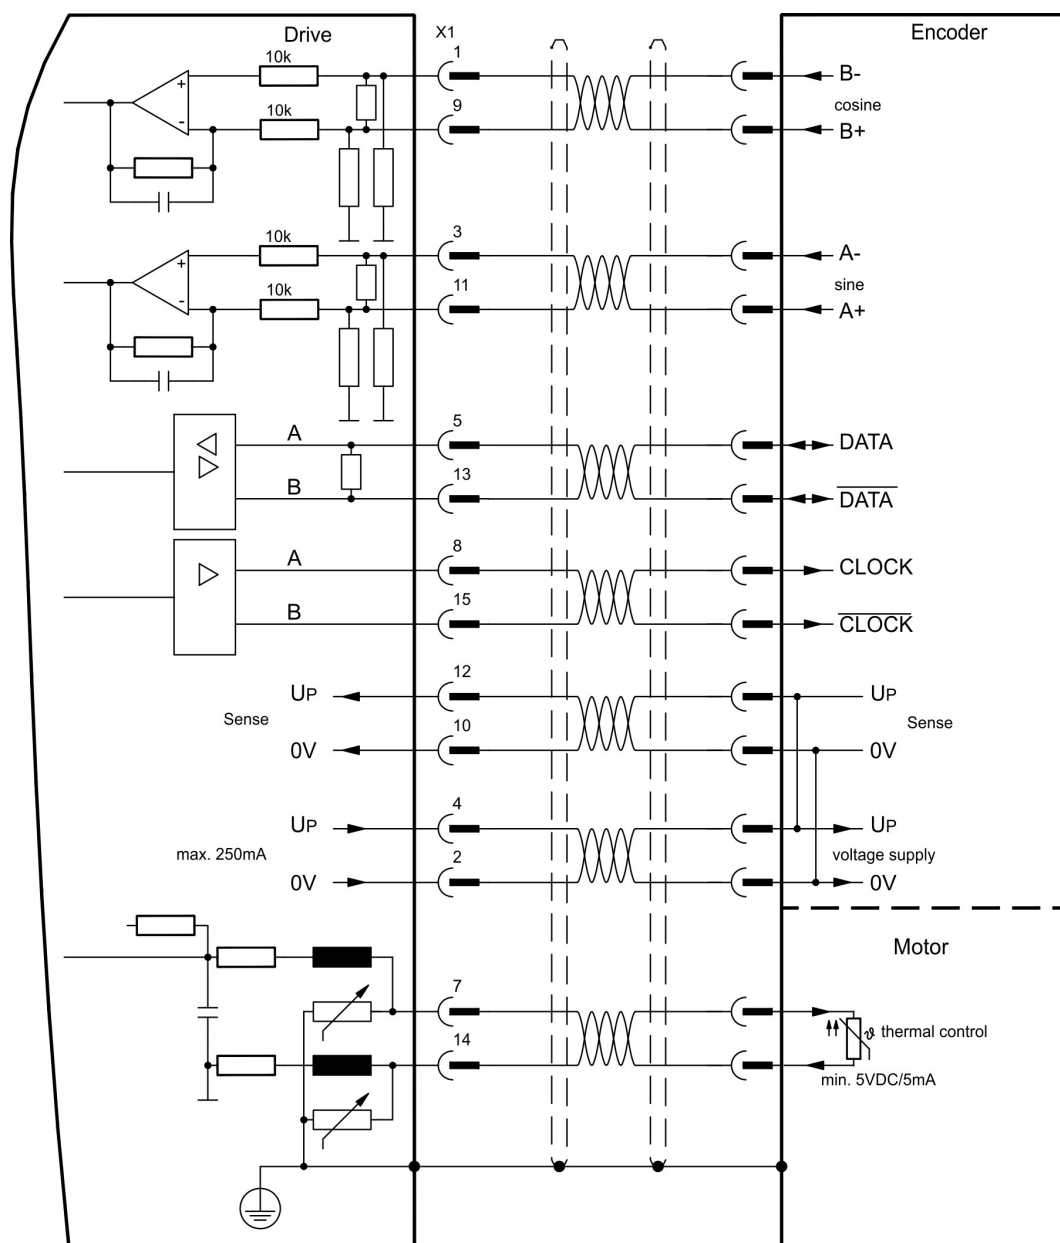 Drive
X1
Encoder
10k
1
B-
cosine
10k
9
B+
+
-
10k
3
A-
sine
10k
11
A+
+
-
A
5
DATA
B
13
DATA
A
8
CLOCK
B
15
CLOCK
UP
12
UP
Sense
Sense
0V
10
0V
UP
4
UP
max. 250mA
voltage supply
0V
2
0V
Motor
7
ϑ thermal control
14
min. 5VDC/5mA